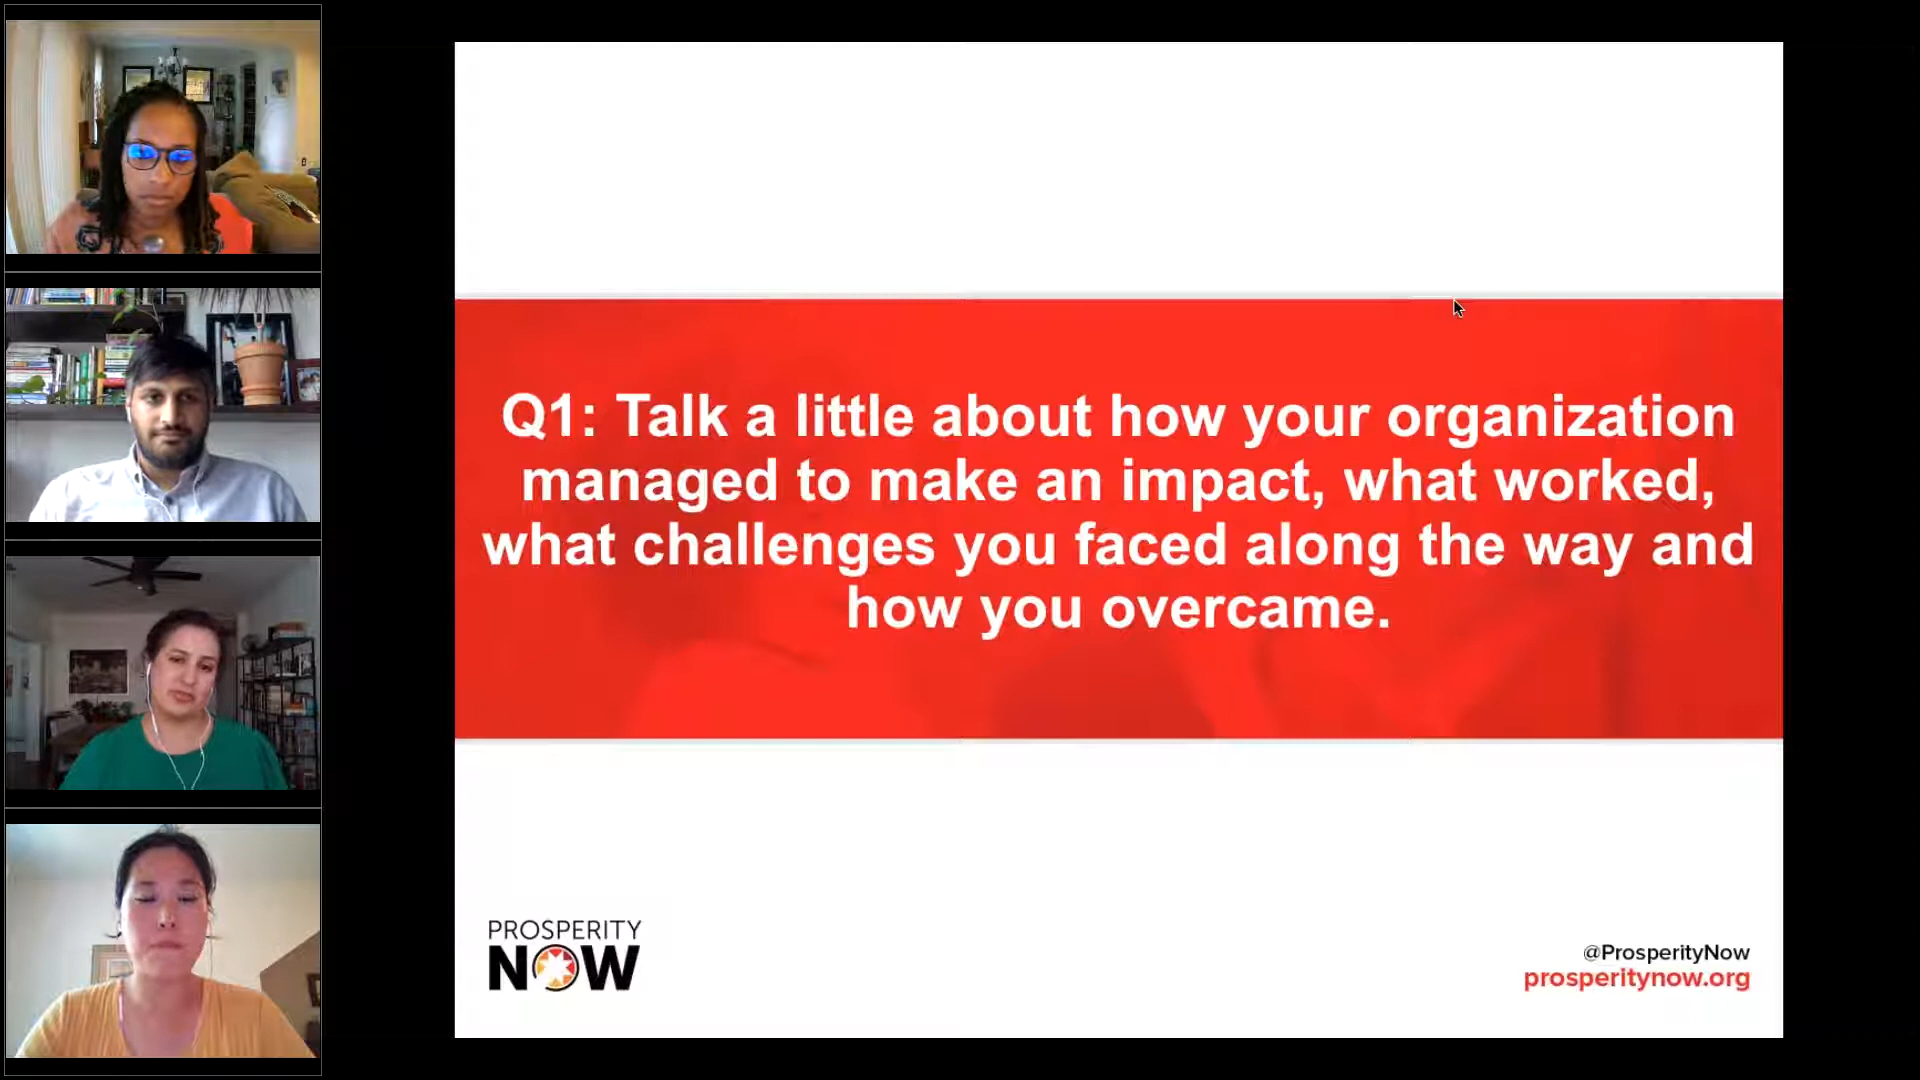 Q1: Talk a little about how your organization
managed to make an impact, what worked,
what challenges you faced along the way and
how you overcame.
PROSPERITY
NOW
@ProsperityNow
prosperitynow.org